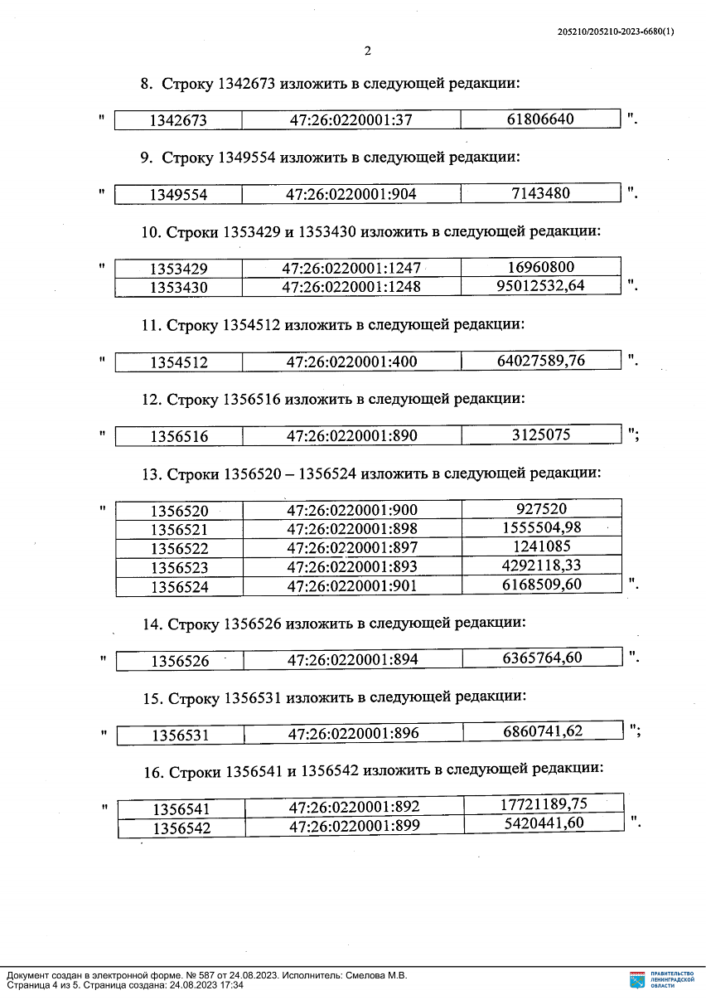 205210/205210-2023-6680(1)
2
8. Строку 1342673 изложить в следующей редакции:
" 1342673 47:26:0220001:37 61806640 ".
9. Строку 1349554 изложить в следующей редакции:
" 1349554 47:26:0220001:904 7143480 ".
10. Строки 1353429 и 1353430 изложить в следующей редакции:
" 1353429 47:26:0220001:1247 16960800
1353430 47:26:0220001:1248 95012532,64 ".
11. Строку 1354512 изложить в следующей редакции:
" 1354512 47:26:0220001:400 64027589,76 ".
12. Строку 1356516 изложить в следующей редакции:
" 1356516 47:26:0220001:890 3125075 ";
13. Строки 1356520 – 1356524 изложить в следующей редакции:
" 1356520 47:26:0220001:900 927520
1356521 47:26:0220001:898 1555504,98
1356522 47:26:0220001:897 1241085
1356523 47:26:0220001:893 4292118,33
1356524 47:26:0220001:901 6168509,60 ".
14. Строку 1356526 изложить в следующей редакции:
" 1356526 47:26:0220001:894 6365764,60 ".
15. Строку 1356531 изложить в следующей редакции:
" 1356531 47:26:0220001:896 6860741,62 ";
16. Строки 1356541 и 1356542 изложить в следующей редакции:
" 1356541 47:26:0220001:892 17721189,75
1356542 47:26:0220001:899 5420441,60 ".
Документ создан в электронной форме. № 587 от 24.08.2023. Исполнитель: Смелова М.В.
Страница 4 из 5. Страница создана: 24.08.2023 17:34
ПРАВИТЕЛЬСТВО
ЛЕНИНГРАДСКОЙ
ОБЛАСТИ